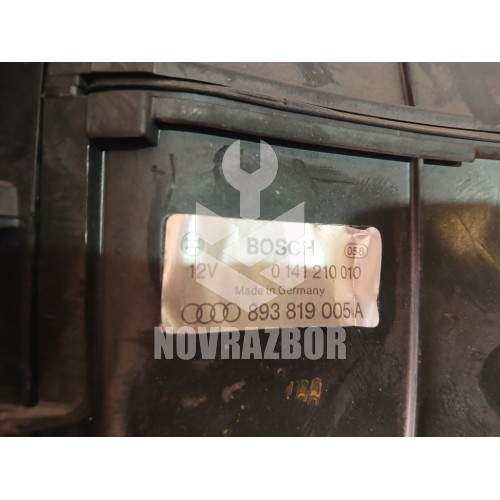 BOSCH 058
12V 0 141 210 010
Made in Germany
893 819 005 A
NOVRAZBOR